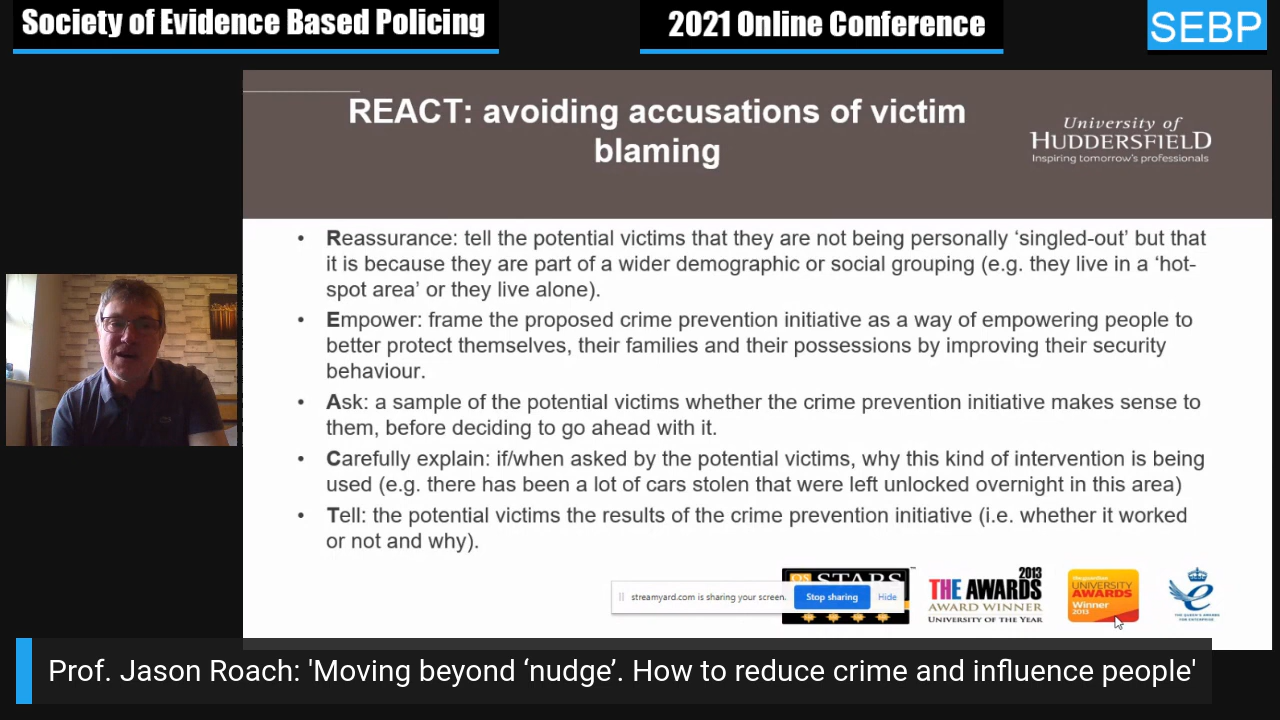 Society of Evidence Based Policing
2021 Online Conference
SEBP
REACT: avoiding accusations of victim
blaming
University of
HUDDERSFIELD
Inspiring tomorrow's professionals
• Reassurance: tell the potential victims that they are not being personally ‘singled-out’ but that
it is because they are part of a wider demographic or social grouping (e.g. they live in a ‘hot-
spot area’ or they live alone).
• Empower: frame the proposed crime prevention initiative as a way of empowering people to
better protect themselves, their families and their possessions by improving their security
behaviour.
• Ask: a sample of the potential victims whether the crime prevention initiative makes sense to
them, before deciding to go ahead with it.
• Carefully explain: if/when asked by the potential victims, why this kind of intervention is being
used (e.g. there has been a lot of cars stolen that were left unlocked overnight in this area)
• Tell: the potential victims the results of the crime prevention initiative (i.e. whether it worked
or not and why).
streamyard.com is sharing your screen.
Stop sharing
Hide
2013
THE AWARDS
AWARD WINNER
UNIVERSITY OF THE YEAR
theguardian
UNIVERSITY
AWARDS
Winner
2013
THE QUEEN'S AWARDS
FOR ENTERPRISE
Prof. Jason Roach: 'Moving beyond ‘nudge’. How to reduce crime and influence people'